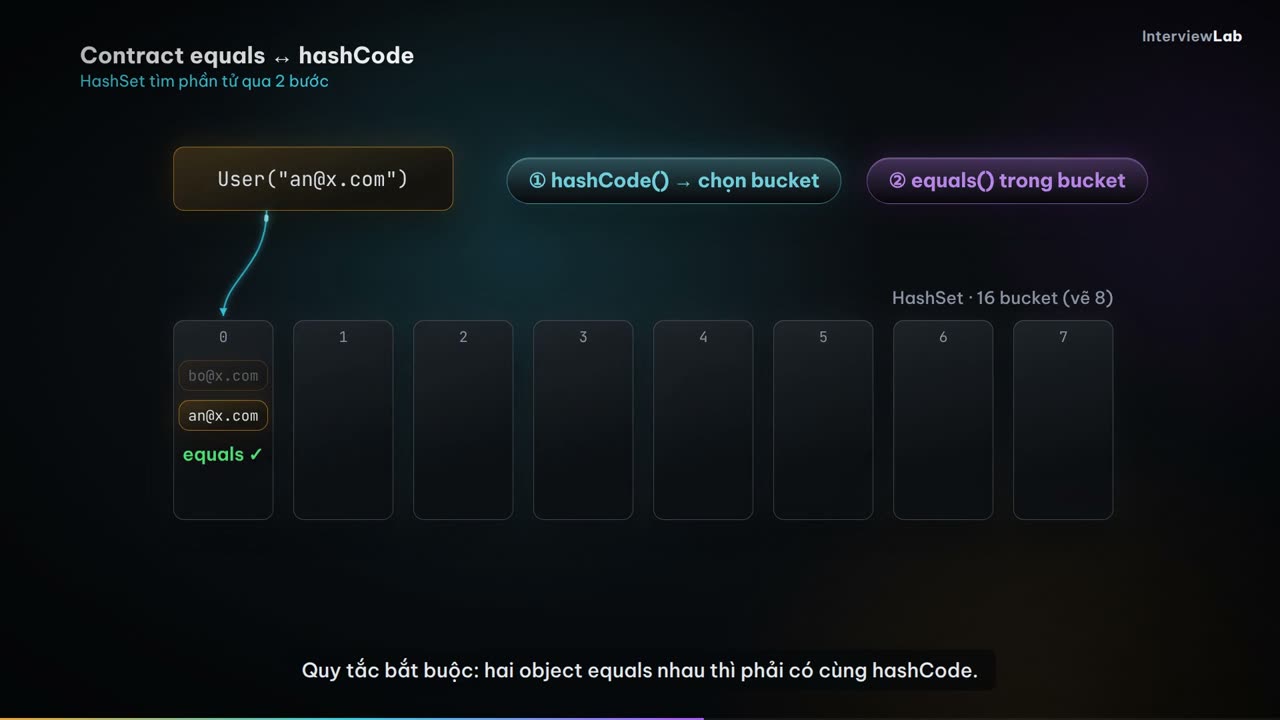 Contract equals ↔ hashCode
HashSet tìm phần tử qua 2 bước
InterviewLab
User("an@x.com")
① hashCode() → chọn bucket
② equals() trong bucket
HashSet · 16 bucket (vẽ 8)
0
1
2
3
4
5
6
7
bo@x.com
an@x.com
equals ✓
Quy tắc bắt buộc: hai object equals nhau thì phải có cùng hashCode.